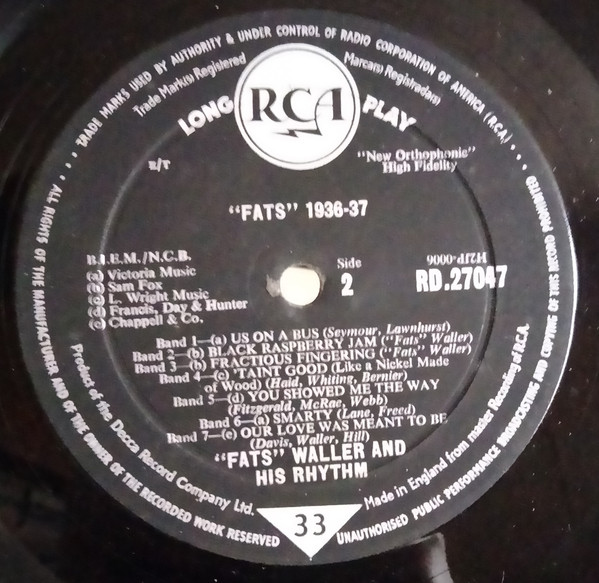 TRADE MARKS USED BY AUTHORITY & UNDER CONTROL OF RADIO CORPORATION OF AMERICA (R.C.A.)
Trade Mark(s) Registered
Marca(s) Registrada(s)
LONG RCA PLAY
R/T
"New Orthophonic"
High Fidelity
"FATS" 1936-37
B.I.E.M./N.C.B.
(a) Victoria Music
(b) Sam Fox
(c) L. Wright Music
(d) Francis, Day & Hunter
(e) Chappell & Co.
Side
2
H2JP-9000
RD.27047
Band 1—(a) US ON A BUS (Seymour, Lawnhurst)
Band 2—(b) BLACK RASPBERRY JAM ("Fats" Waller)
Band 3—(b) FRACTIOUS FINGERING ("Fats" Waller)
Band 4—(c) 'TAINT GOOD (Like a Nickel Made
of Wood) (Haid, Whiting, Bernier)
Band 5—(d) YOU SHOWED ME THE WAY
(Fitzgerald, McRae, Webb)
Band 6—(a) SMARTY (Lane, Freed)
Band 7—(e) OUR LOVE WAS MEANT TO BE
(Davis, Waller, Hill)
"FATS" WALLER AND
HIS RHYTHM
Product of the Decca Record Company Ltd.
33
Made in England from master Recording of R.C.A.
ALL RIGHTS OF THE MANUFACTURER AND OF THE OWNER OF THE RECORDED WORK RESERVED
UNAUTHORISED PUBLIC PERFORMANCE BROADCASTING AND COPYING OF THIS RECORD PROHIBITED